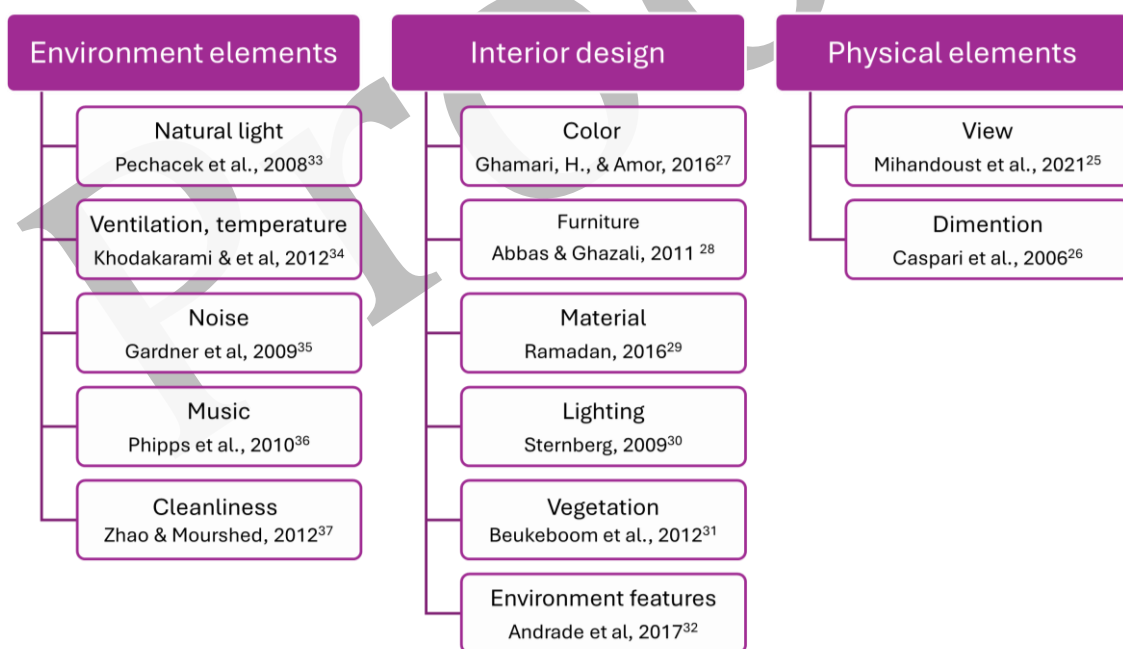 Environment elements
Natural light
Pechacek et al., 2008³³
Ventilation, temperature
Khodakarami & et al, 2012³⁴
Noise
Gardner et al, 2009³⁵
Music
Phipps et al., 2010³⁶
Cleanliness
Zhao & Mourshed, 2012³⁷
Interior design
Color
Ghamari, H., & Amor, 2016²⁷
Furniture
Abbas & Ghazali, 2011 ²⁸
Material
Ramadan, 2016²⁹
Lighting
Sternberg, 2009³⁰
Vegetation
Beukeboom et al., 2012³¹
Environment features
Andrade et al, 2017³²
Physical elements
View
Mihandoust et al., 2021²⁵
Dimention
Caspari et al., 2006²⁶